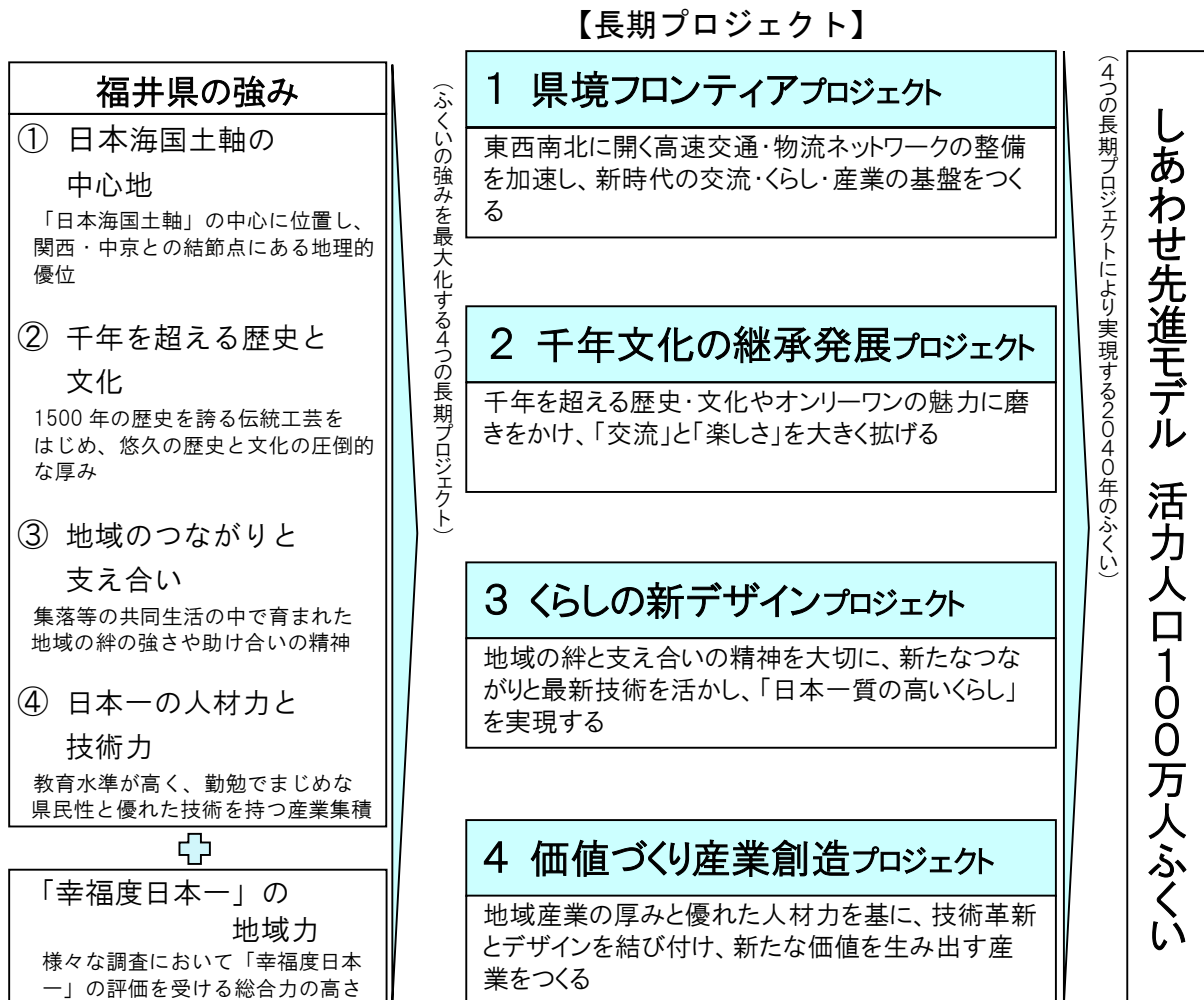 【長期プロジェクト】
福井県の強み
① 日本海国土軸の
中心地
「日本海国土軸」の中心に位置し、
関西・中京との結節点にある地理的
優位
② 千年を超える歴史と
文化
1500 年の歴史を誇る伝統工芸を
はじめ、悠久の歴史と文化の圧倒的
な厚み
③ 地域のつながりと
支え合い
集落等の共同生活の中で育まれた
地域の絆の強さや助け合いの精神
④ 日本一の人材力と
技術力
教育水準が高く、勤勉でまじめな
県民性と優れた技術を持つ産業集積
「幸福度日本一」の
地域力
様々な調査において「幸福度日本
一」の評価を受ける総合力の高さ
(ふくいの強みを最大化する4つの長期プロジェクト)
1 県境フロンティアプロジェクト
東西南北に開く高速交通・物流ネットワークの整備
を加速し、新時代の交流・くらし・産業の基盤をつく
る
2 千年文化の継承発展プロジェクト
千年を超える歴史・文化やオンリーワンの魅力に磨
きをかけ、「交流」と「楽しさ」を大きく拡げる
3 くらしの新デザインプロジェクト
地域の絆と支え合いの精神を大切に、新たなつな
がりと最新技術を活かし、「日本一質の高いくらし」
を実現する
4 価値づくり産業創造プロジェクト
地域産業の厚みと優れた人材力を基に、技術革新
とデザインを結び付け、新たな価値を生み出す産
業をつくる
(4つの長期プロジェクトにより実現する2040年のふくい)
しあわせ先進モデル 活力人口100万人ふくい